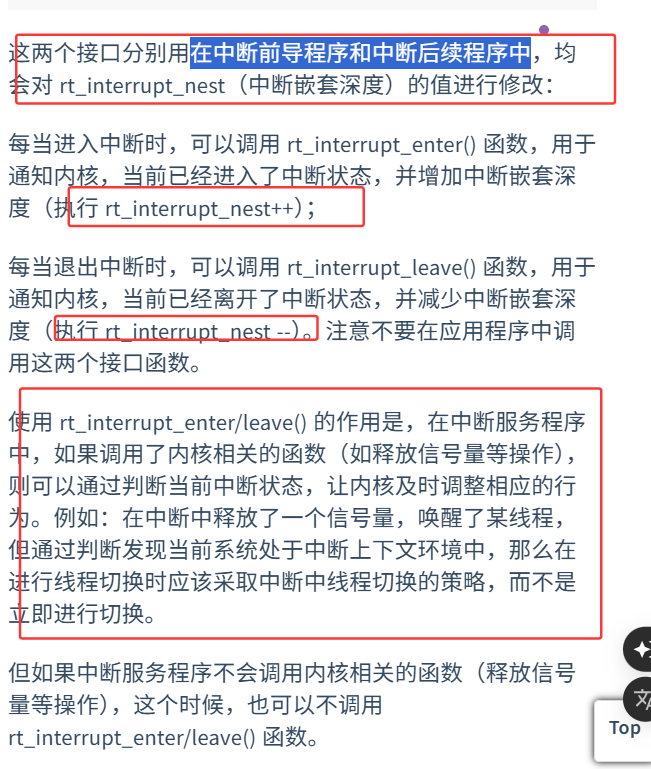 这两个接口分别用在中断前导程序和中断后续程序中，均
会对 rt_interrupt_nest（中断嵌套深度）的值进行修改：
每当进入中断时，可以调用 rt_interrupt_enter() 函数，用于
通知内核，当前已经进入了中断状态，并增加中断嵌套深
度（执行 rt_interrupt_nest++）；
每当退出中断时，可以调用 rt_interrupt_leave() 函数，用于
通知内核，当前已经离开了中断状态，并减少中断嵌套深
度（执行 rt_interrupt_nest --）。注意不要在应用程序中调
用这两个接口函数。
使用 rt_interrupt_enter/leave() 的作用是，在中断服务程序
中，如果调用了内核相关的函数（如释放信号量等操作），
则可以通过判断当前中断状态，让内核及时调整相应的行
为。例如：在中断中释放了一个信号量，唤醒了某线程，
但通过判断发现当前系统处于中断上下文环境中，那么在
进行线程切换时应该采取中断中线程切换的策略，而不是
立即进行切换。
但如果中断服务程序不会调用内核相关的函数（释放信号
量等操作），这个时候，也可以不调用
rt_interrupt_enter/leave() 函数。
Top